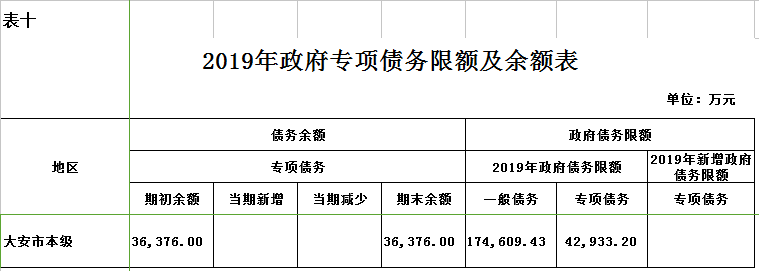 表十
2019年政府专项债务限额及余额表
单位：万元
地区 债务余额 政府债务限额
专项债务 2019年政府债务限额 2019年新增政府债务限额
期初余额 当期新增 当期减少 期末余额 一般债务 专项债务 专项债务
大安市本级 36,376.00 36,376.00 174,609.43 42,933.20